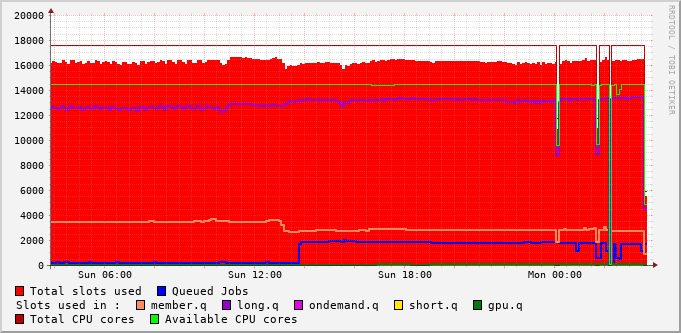 20000
18000
16000
14000
12000
10000
8000
6000
4000
2000
0
Sun 06:00 Sun 12:00 Sun 18:00 Mon 00:00
RRDTOOL / TOBI OETIKER
Total slots used Queued Jobs
Slots used in : member.q long.q ondemand.q short.q gpu.q
Total CPU cores Available CPU cores